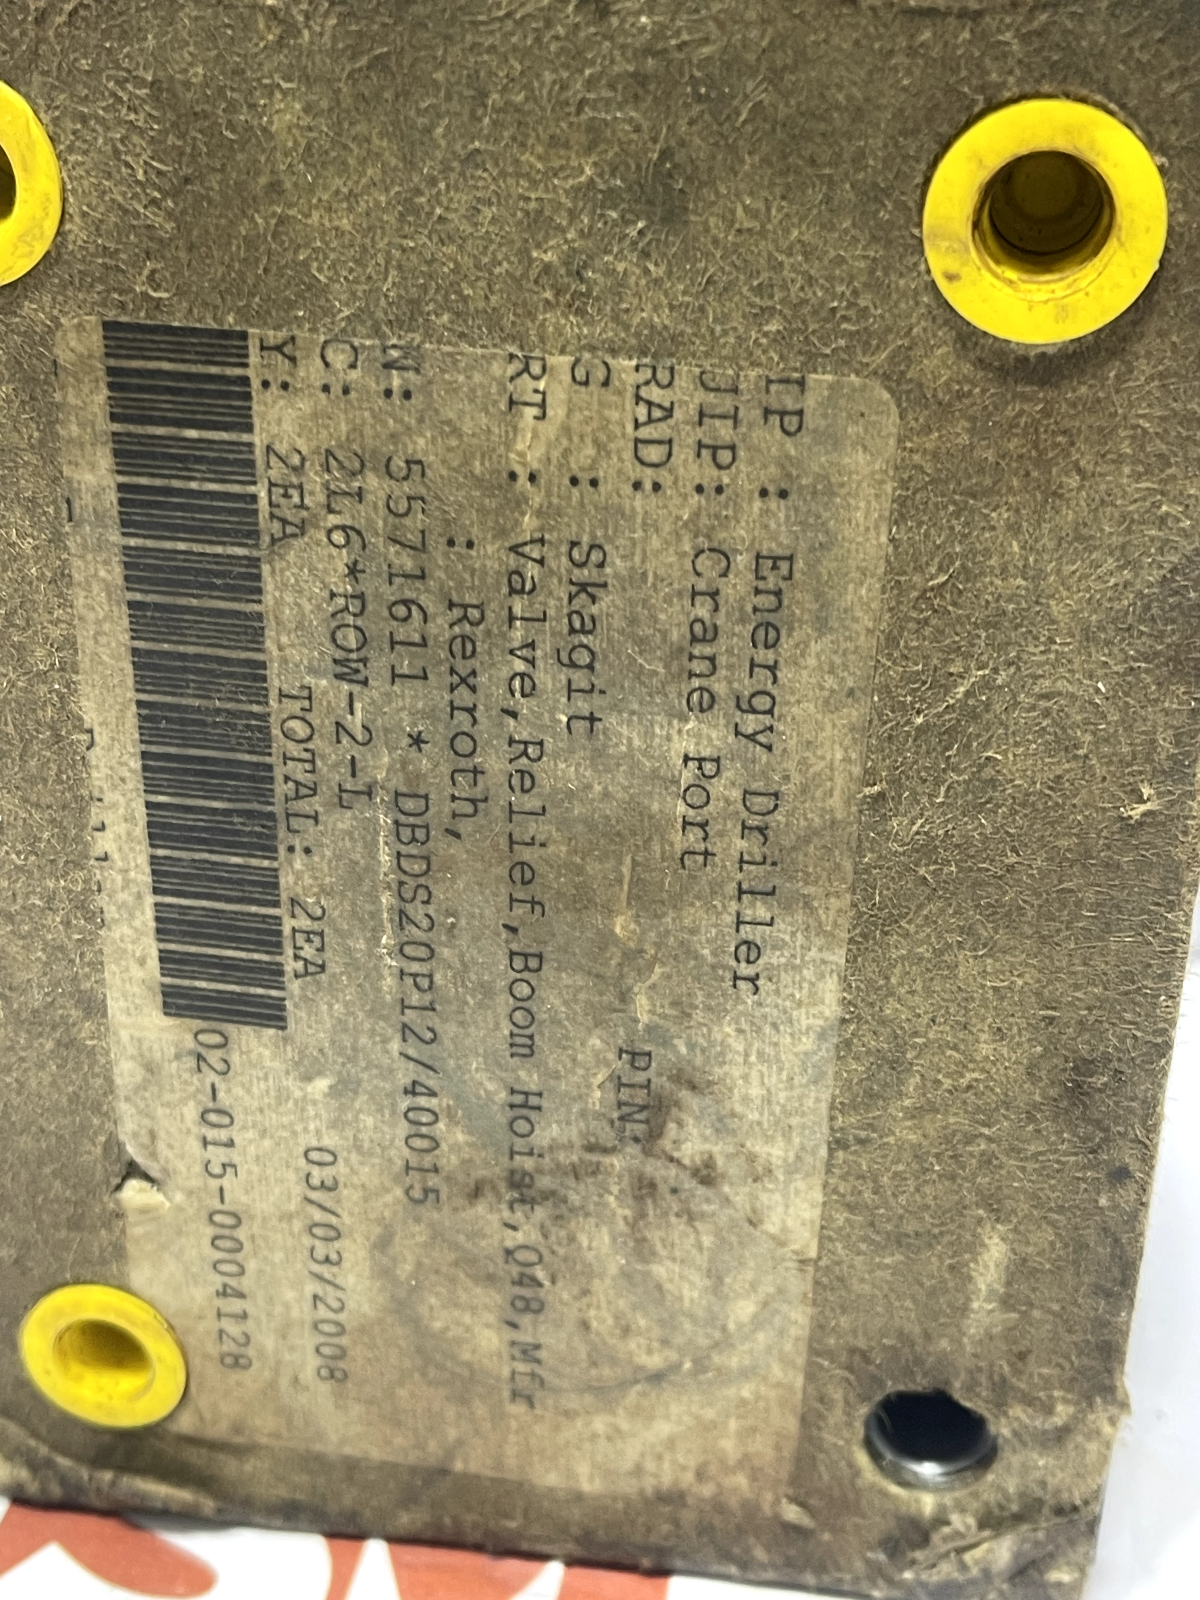 IP : Energy Driller
JIP: Crane Port
RAD: PIN:
G : Skagit
RT : Valve,Relief,Boom Hoist,Q48,Mfr
: Rexroth,
N: 5571611 * DBDS20P12/40015
C: 2L6*ROW-2-L
Y: 2EA TOTAL: 2EA 03/03/2008
02-015-0004128